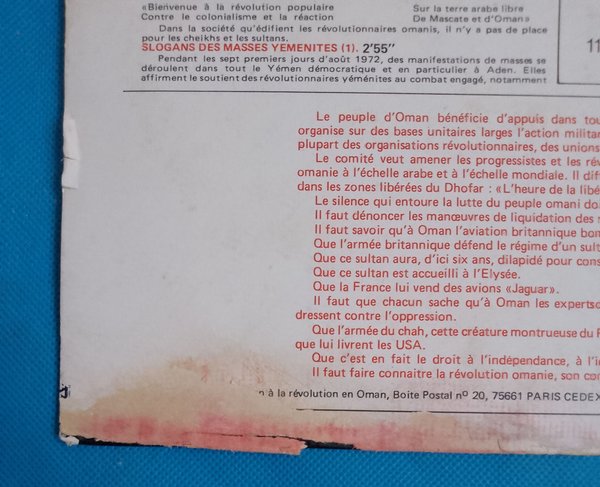 «Bienvenue à la révolution populaire
Contre le colonialisme et la réaction
Sur la terre arabe libre
De Mascate et d'Oman»
Dans la société qu'édifient les révolutionnaires omanis, il n'y a pas de place
pour les cheikhs et les sultans.
SLOGANS DES MASSES YEMENITES (1). 2'55"
Pendant les sept premiers jours d'août 1972, des manifestations de masses se
déroulent dans tout le Yémen démocratique et en particulier à Aden. Elles
affirment le soutien des révolutionnaires yéménites au combat engagé, notamment
11
Le peuple d'Oman bénéficie d'appuis dans tou
organise sur des bases unitaires larges l'action militan
plupart des organisations révolutionnaires, des unions
Le comité veut amener les progressistes et les rév
omanie à l'échelle arabe et à l'échelle mondiale. Il diff
dans les zones libérées du Dhofar : «L'heure de la libé
Le silence qui entoure la lutte du peuple omani do
Il faut dénoncer les manœuvres de liquidation des
Il faut savoir qu'à Oman l'aviation britannique bom
Que l'armée britannique défend le régime d'un sult
Que ce sultan aura, d'ici six ans, dilapidé pour cons
Que ce sultan est accueilli à l'Elysée.
Que la France lui vend des avions «Jaguar».
Il faut que chacun sache qu'à Oman les experts
dressent contre l'oppression.
Que l'armée du chah, cette créature montrueuse du
que lui livrent les USA.
Que c'est en fait le droit à l'indépendance, à l'i
Il faut faire connaitre la révolution omanie, son con
n à la révolution en Oman, Boite Postal nº 20, 75661 PARIS CEDEX